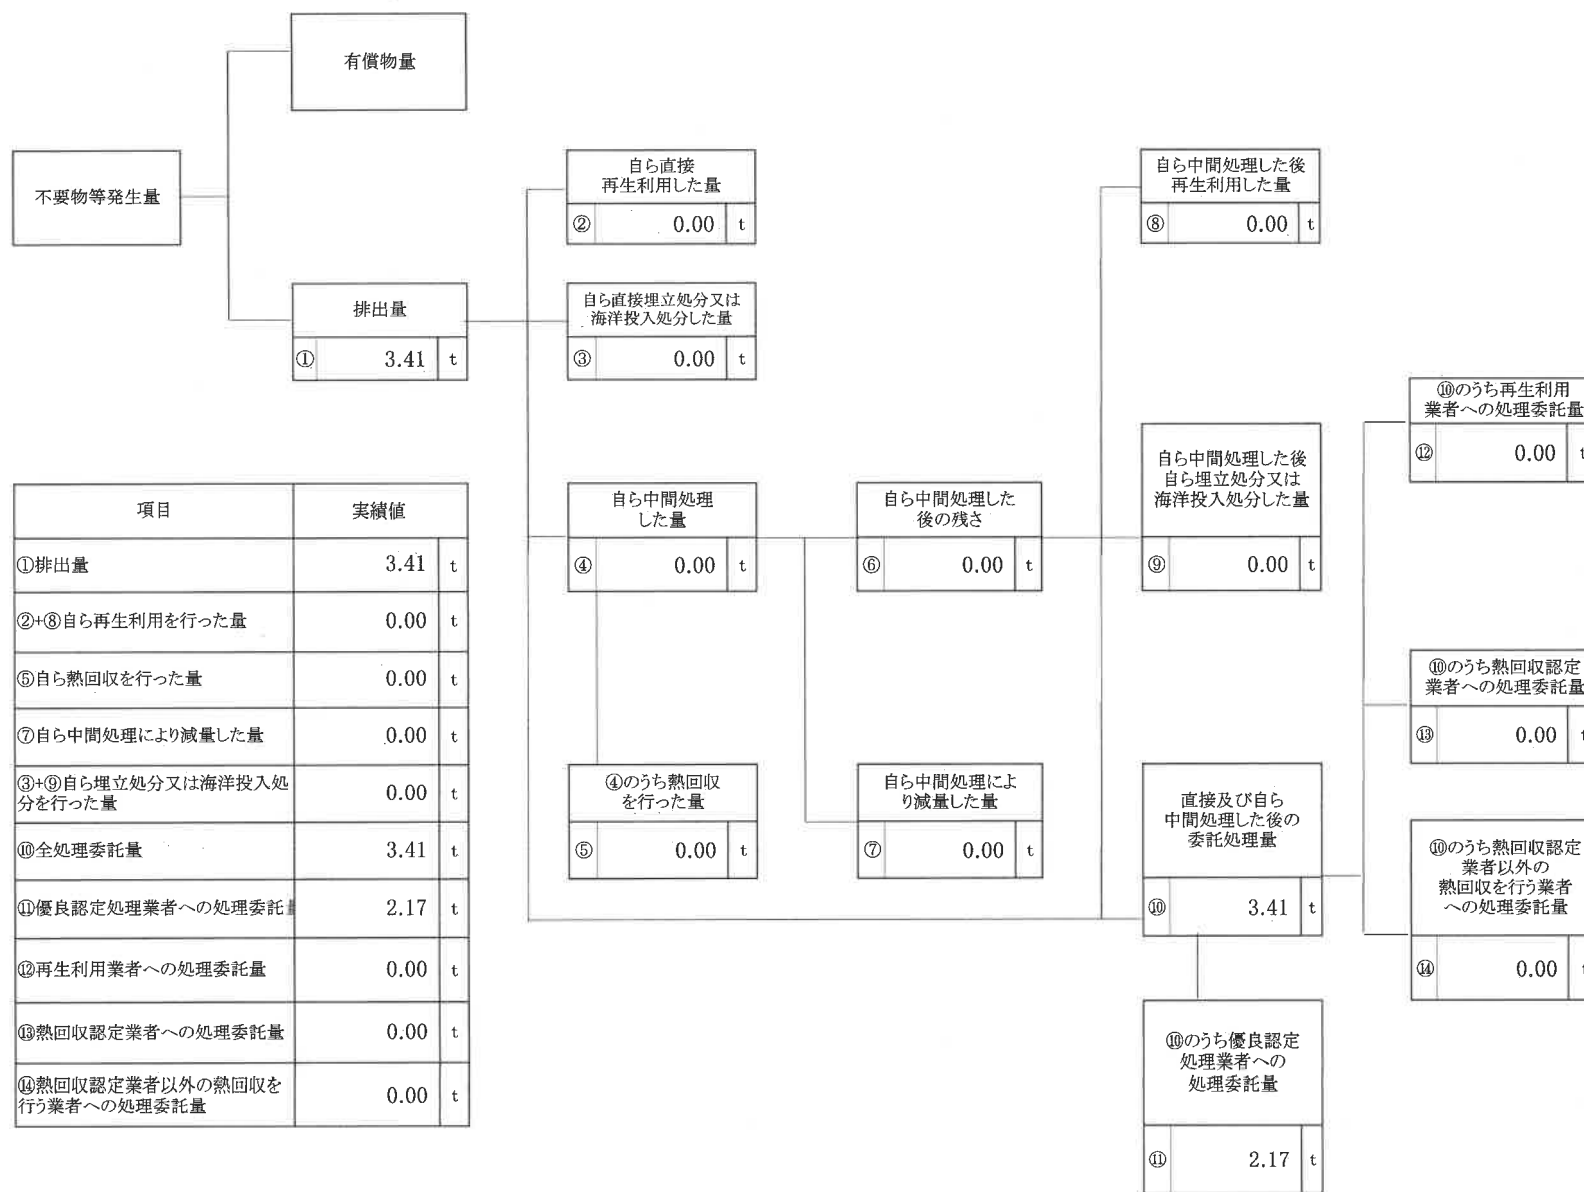 有償物量
不要物等発生量
排出量
① 3.41 t
自ら直接
再生利用した量
② 0.00 t
自ら直接埋立処分又は
海洋投入処分した量
③ 0.00 t
自ら中間処理した後
再生利用した量
⑧ 0.00 t
自ら中間処理
した量
④ 0.00 t
自ら中間処理した
後の残さ
⑥ 0.00 t
自ら中間処理した後
自ら埋立処分又は
海洋投入処分した量
⑨ 0.00 t
④のうち熱回収
を行った量
⑤ 0.00 t
自ら中間処理によ
り減量した量
⑦ 0.00 t
直接及び自ら
中間処理した後の
委託処理量
⑩ 3.41 t
⑩のうち優良認定
処理業者への
処理委託量
⑪ 2.17 t
⑩のうち再生利用
業者への処理委託量
⑫ 0.00 t
⑩のうち熱回収認定
業者への処理委託量
⑬ 0.00 t
⑩のうち熱回収認定
業者以外の
熱回収を行う業者
への処理委託量
⑭ 0.00 t
項目 実績値
①排出量 3.41 t
②+⑧自ら再生利用を行った量 0.00 t
⑤自ら熱回収を行った量 0.00 t
⑦自ら中間処理により減量した量 0.00 t
③+⑨自ら埋立処分又は海洋投入処
分を行った量 0.00 t
⑩全処理委託量 3.41 t
⑪優良認定処理業者への処理委託量 2.17 t
⑫再生利用業者への処理委託量 0.00 t
⑬熱回収認定業者への処理委託量 0.00 t
⑭熱回収認定業者以外の熱回収を
行う業者への処理委託量 0.00 t